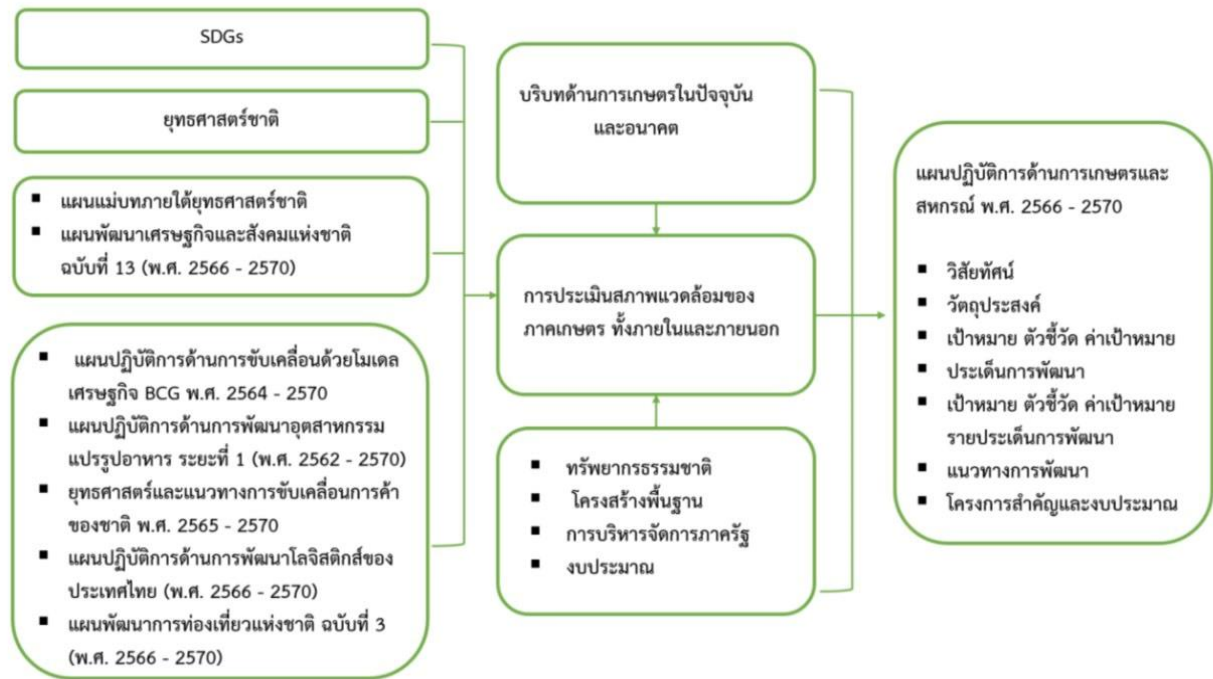 SDGs
ยุทธศาสตร์ชาติ
▪ แผนแม่บทภายใต้ยุทธศาสตร์ชาติ
▪ แผนพัฒนาเศรษฐกิจและสังคมแห่งชาติ
ฉบับที่ 13 (พ.ศ. 2566 - 2570)
▪ แผนปฏิบัติการด้านการขับเคลื่อนด้วยโมเดล
เศรษฐกิจ BCG พ.ศ. 2564 - 2570
▪ แผนปฏิบัติการด้านการพัฒนาอุตสาหกรรม
แปรรูปอาหาร ระยะที่ 1 (พ.ศ. 2562 - 2570)
▪ ยุทธศาสตร์และแนวทางการขับเคลื่อนการค้า
ของชาติ พ.ศ. 2565 - 2570
▪ แผนปฏิบัติการด้านการพัฒนาโลจิสติกส์ของ
ประเทศไทย (พ.ศ. 2566 - 2570)
▪ แผนพัฒนาการท่องเที่ยวแห่งชาติ ฉบับที่ 3
(พ.ศ. 2566 - 2570)
บริบทด้านการเกษตรในปัจจุบัน
และอนาคต
การประเมินสภาพแวดล้อมของ
ภาคเกษตร ทั้งภายในและภายนอก
▪ ทรัพยากรธรรมชาติ
▪ โครงสร้างพื้นฐาน
▪ การบริหารจัดการภาครัฐ
▪ งบประมาณ
แผนปฏิบัติการด้านการเกษตรและ
สหกรณ์ พ.ศ. 2566 - 2570
▪ วิสัยทัศน์
▪ วัตถุประสงค์
▪ เป้าหมาย ตัวชี้วัด ค่าเป้าหมาย
▪ ประเด็นการพัฒนา
▪ เป้าหมาย ตัวชี้วัด ค่าเป้าหมาย
รายประเด็นการพัฒนา
▪ แนวทางการพัฒนา
▪ โครงการสำคัญและงบประมาณ